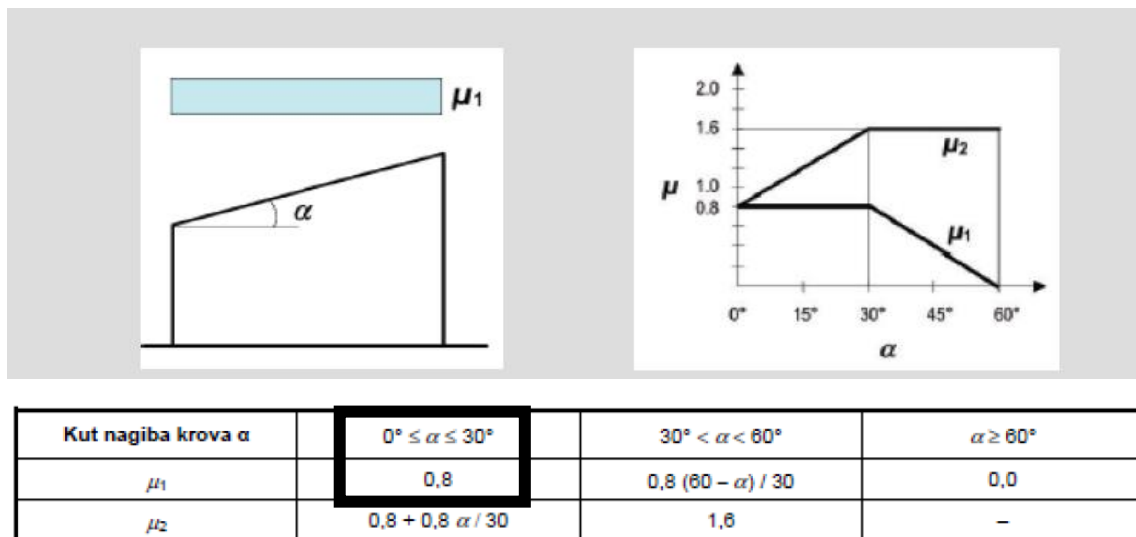 μ1
α
2.0
1.6
μ2
μ
1.0
0.8
μ1
0° 15° 30° 45° 60°
α
Kut nagiba krova α 0° ≤ α ≤ 30° 30° < α < 60° α ≥ 60°
μ1 0,8 0,8 (60 – α) / 30 0,0
μ2 0,8 + 0,8 α / 30 1,6 –